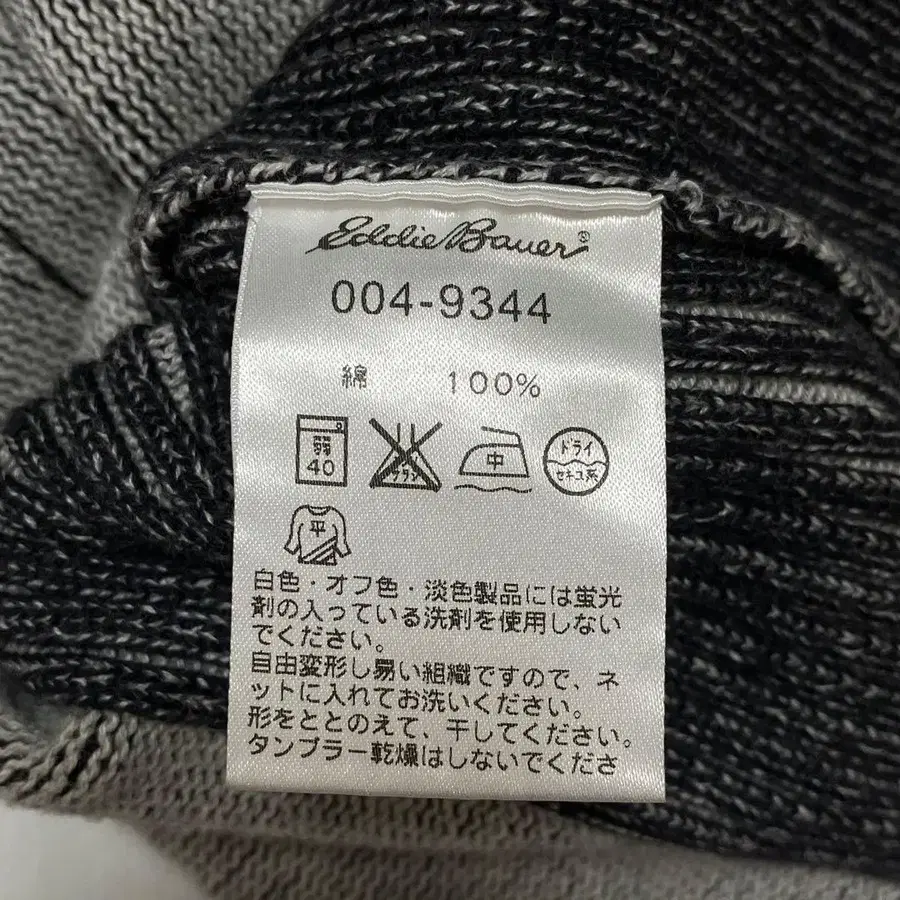 Eddie Bauer®
004-9344
綿 100%
弱 40 中 ドライ セキユ系
平
白色・オフ色・淡色製品には蛍光
剤の入っている洗剤を使用しない
でください。
自由変形し易い組織ですので、ネ
ットに入れてお洗いください。
形をととのえて、干してください。
タンブラー乾燥はしないでくださ